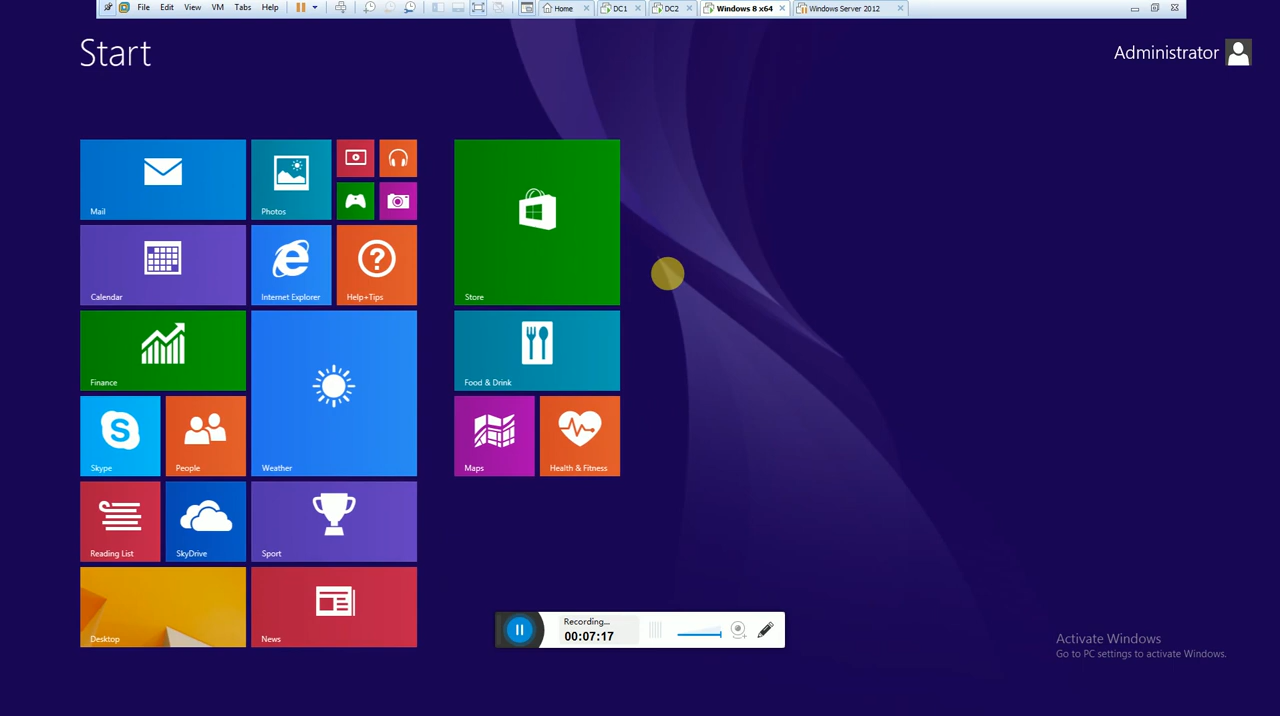 File Edit View VM Tabs Help Home DC1 DC2 Windows 8 x64 Windows Server 2012
Start
Administrator
Mail
Photos
Store
Calendar
Internet Explorer
Help+Tips
Finance
Weather
Food & Drink
Skype
People
Maps
Health & Fitness
Reading List
SkyDrive
Sport
Desktop
News
Recording...
00:07:17
Activate Windows
Go to PC settings to activate Windows.